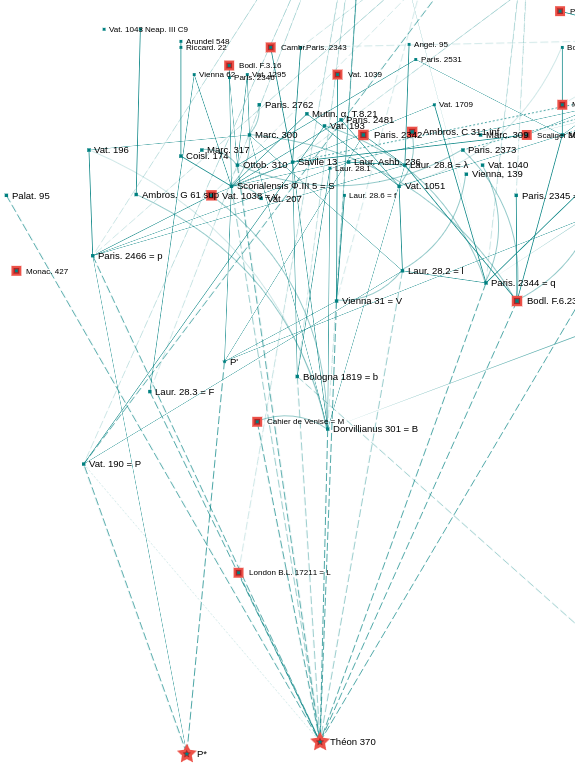 P
Vat. 1048 Neap. III C9
Arundel 548
Riccard. 22
Paris. 2343
Angel. 95
Bo
Paris. 2531
Bodl. F.3.16
Vienna 62
Vat. 1295
Paris. 2346
Vat. 1039
Paris. 2762
Vat. 1709
Mutin. α. T.8.21
Paris. 2481
Vat. 193
Marc. 300
Paris. 2342
Ambros. C 311 inf.
Marc. 309
Scaliger
Vat. 196
Marc. 317
Coisl. 174
Paris. 2373
Ottob. 310
Savile 13
Laur. Ashb. 236
Laur. 28.8 = λ
Vat. 1040
Laur. 28.1
Vienna, 139
Scorialensis Φ III 5 = S
Vat. 1051
Palat. 95
Ambros. G 61 sup
Vat. 1038
Vat. 207
Laur. 28.6 = f
Paris. 2345
Paris. 2466 = p
Monac. 427
Laur. 28.2 = l
Paris. 2344 = q
Vienna 31 = V
Bodl. F.6.23
P'
Bologna 1819 = b
Laur. 28.3 = F
Cahier de Venise = M
Dorvillianus 301 = B
Vat. 190 = P
London B.L. 17211 = L
Théon 370
P*